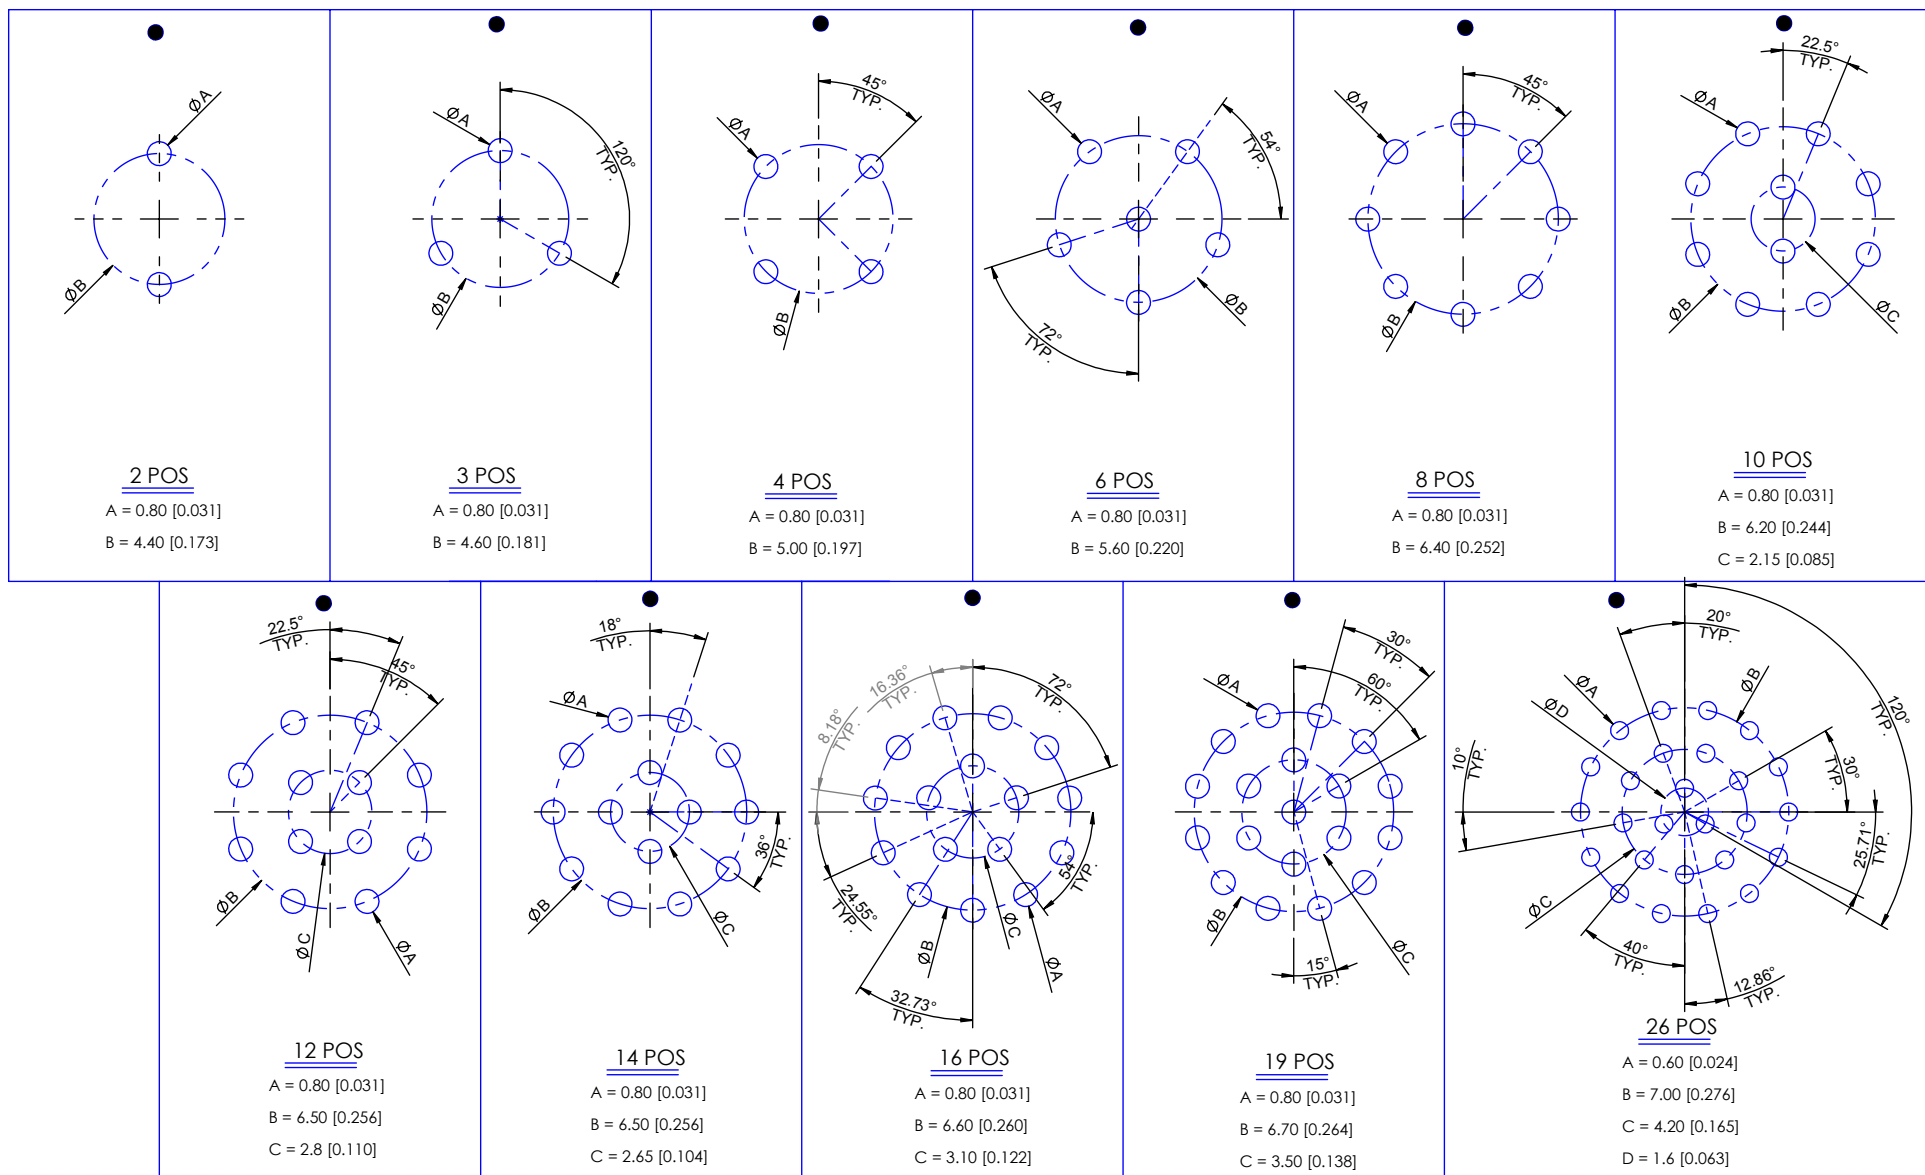 ØA
ØB
2 POS
A = 0.80 [0.031]
B = 4.40 [0.173]
ØA
120°
TYP.
ØB
3 POS
A = 0.80 [0.031]
B = 4.60 [0.181]
45°
TYP.
ØA
ØB
4 POS
A = 0.80 [0.031]
B = 5.00 [0.197]
ØA
54°
TYP.
ØB
72°
TYP.
6 POS
A = 0.80 [0.031]
B = 5.60 [0.220]
45°
TYP.
ØA
ØB
8 POS
A = 0.80 [0.031]
B = 6.40 [0.252]
22.5°
TYP.
ØA
ØB
ØC
10 POS
A = 0.80 [0.031]
B = 6.20 [0.244]
C = 2.15 [0.085]
22.5°
TYP.
45°
TYP.
ØB
ØC
ØA
12 POS
A = 0.80 [0.031]
B = 6.50 [0.256]
C = 2.8 [0.110]
18°
TYP.
ØA
36°
TYP.
ØB
ØC
14 POS
A = 0.80 [0.031]
B = 6.50 [0.256]
C = 2.65 [0.104]
16.36°
TYP.
72°
TYP.
8.18°
TYP.
54°
TYP.
24.55°
TYP.
ØB
ØC
ØA
32.73°
TYP.
16 POS
A = 0.80 [0.031]
B = 6.60 [0.260]
C = 3.10 [0.122]
30°
TYP.
60°
TYP.
ØA
ØB
ØC
15°
TYP.
19 POS
A = 0.80 [0.031]
B = 6.70 [0.264]
C = 3.50 [0.138]
20°
TYP.
ØB
ØA
ØD
120°
TYP.
10°
TYP.
30°
TYP.
25.71°
TYP.
ØC
40°
TYP.
12.86°
TYP.
26 POS
A = 0.60 [0.024]
B = 7.00 [0.276]
C = 4.20 [0.165]
D = 1.6 [0.063]